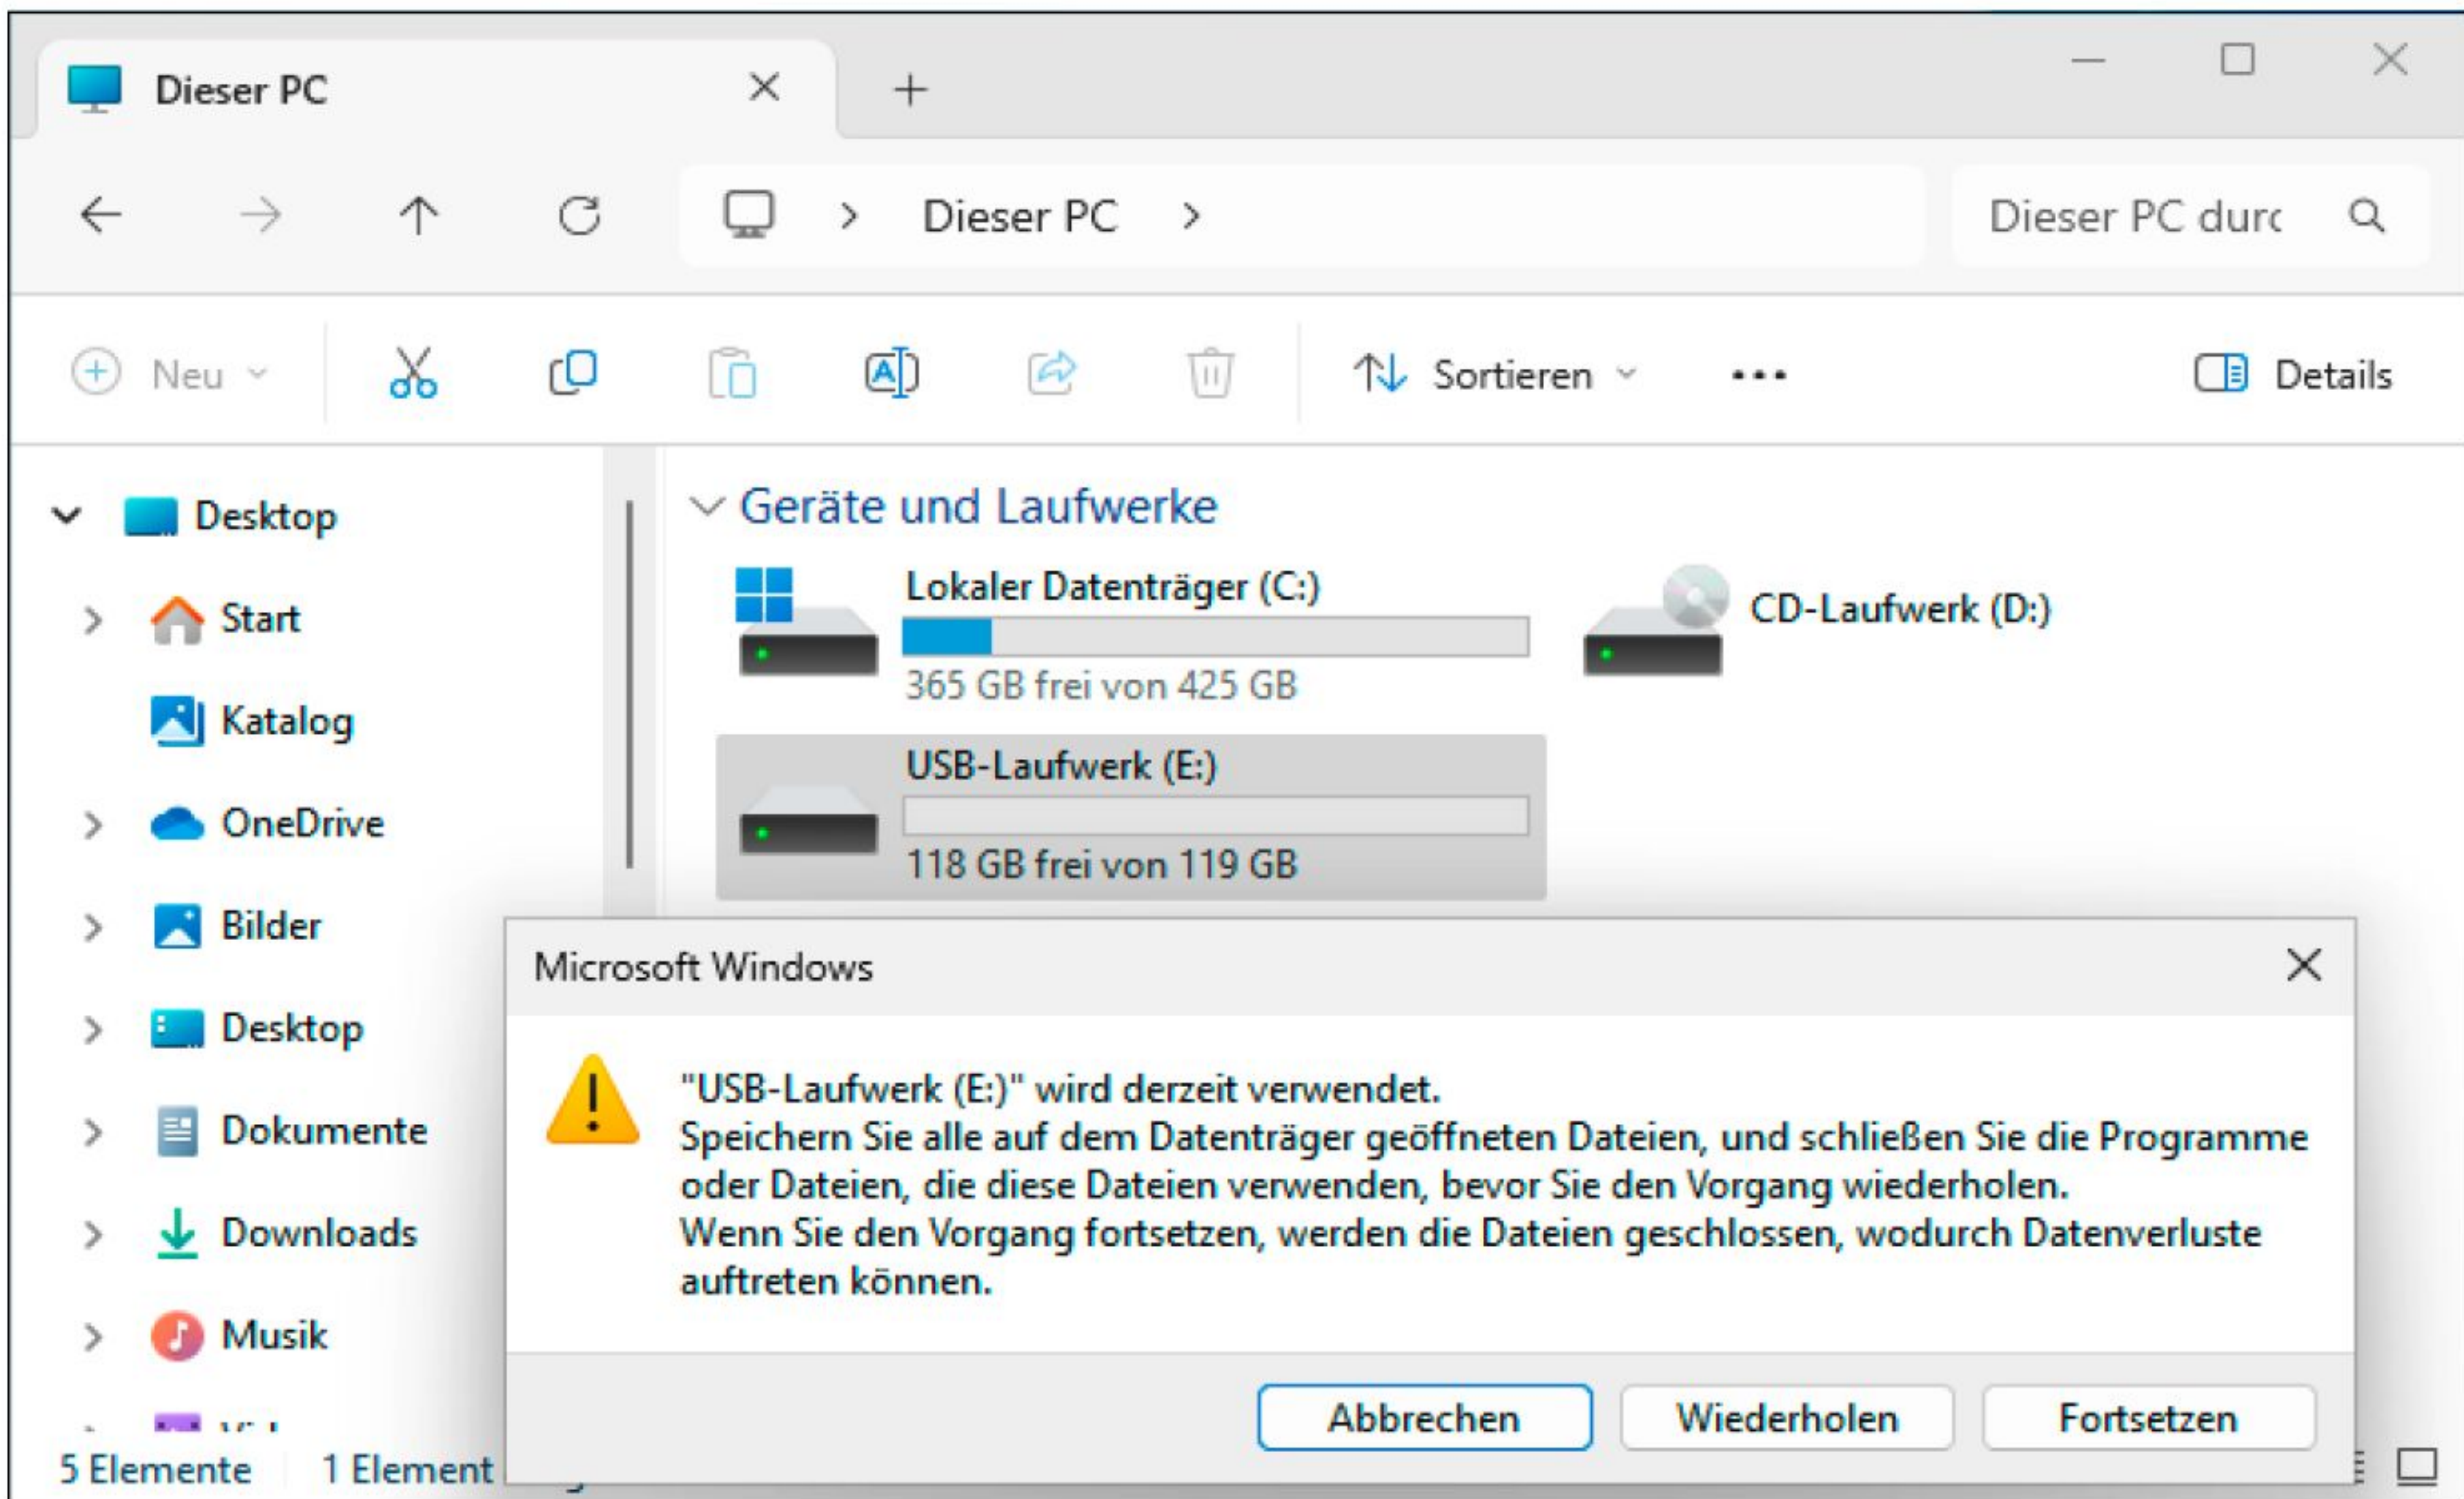 Dieser PC
Dieser PC
Dieser PC durc
Neu
Sortieren
Details
Desktop
Start
Katalog
OneDrive
Bilder
Desktop
Dokumente
Downloads
Musik
5 Elemente
1 Element
Geräte und Laufwerke
Lokaler Datenträger (C:)
365 GB frei von 425 GB
CD-Laufwerk (D:)
USB-Laufwerk (E:)
118 GB frei von 119 GB
Microsoft Windows
"USB-Laufwerk (E:)" wird derzeit verwendet.
Speichern Sie alle auf dem Datenträger geöffneten Dateien, und schließen Sie die Programme
oder Dateien, die diese Dateien verwenden, bevor Sie den Vorgang wiederholen.
Wenn Sie den Vorgang fortsetzen, werden die Dateien geschlossen, wodurch Datenverluste
auftreten können.
Abbrechen
Wiederholen
Fortsetzen